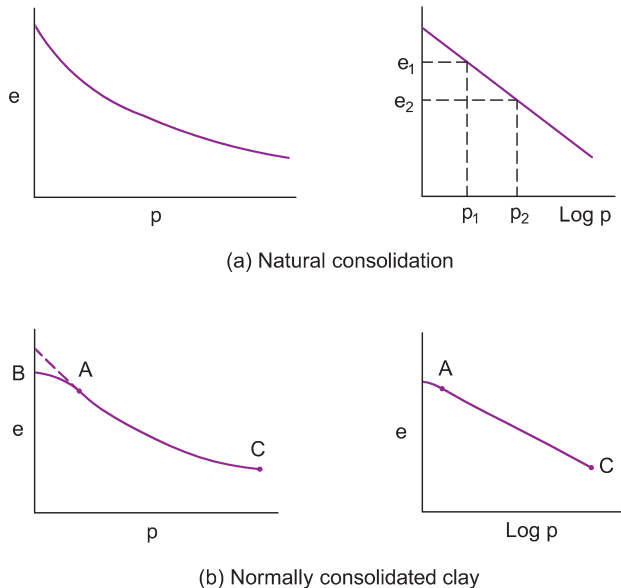 e
p
e1
e2
p1
p2
Log p
(a) Natural consolidation
B
A
e
C
p
A
e
C
Log p
(b) Normally consolidated clay